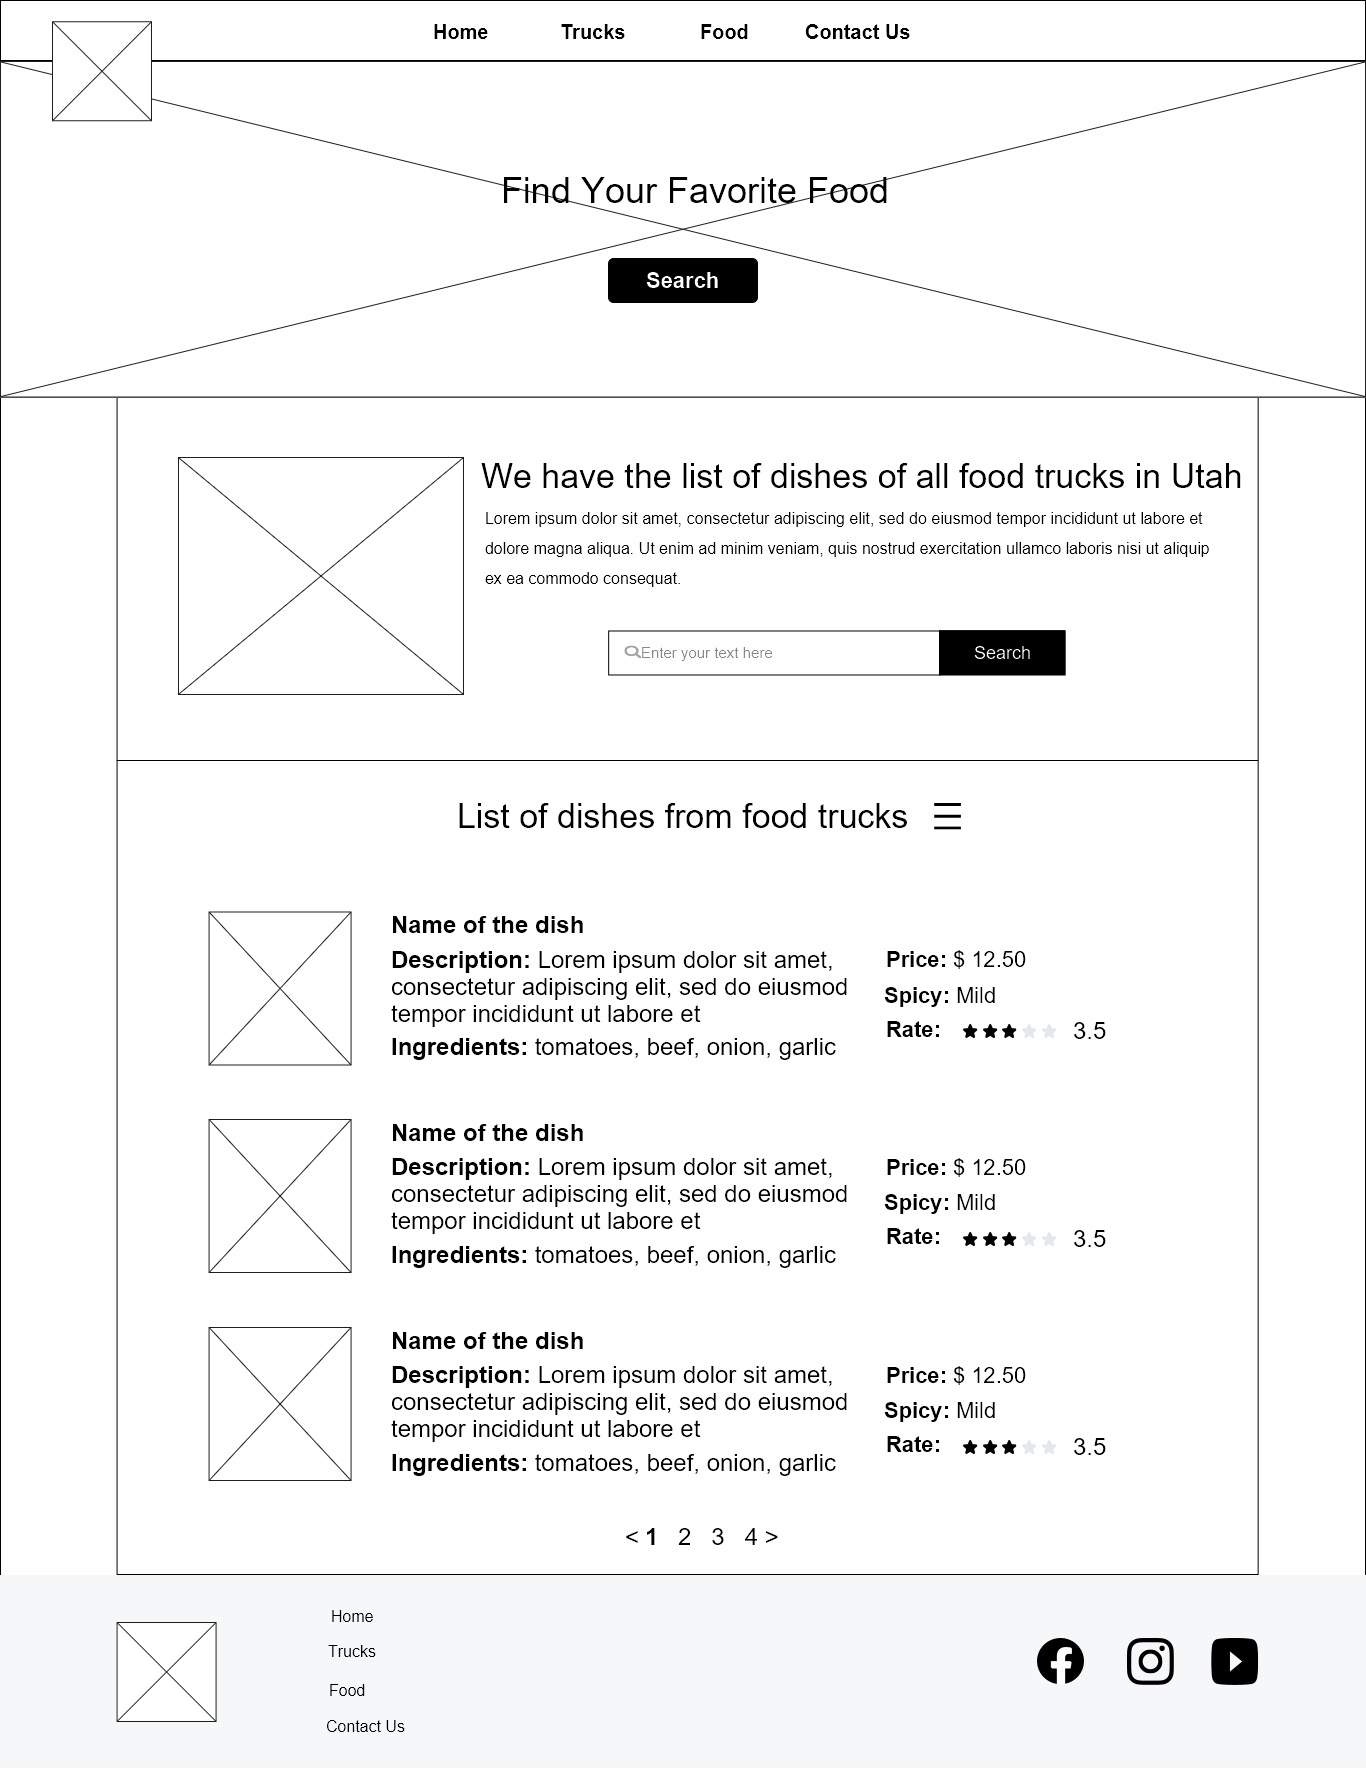 Home Trucks Food Contact Us
Find Your Favorite Food
Search
We have the list of dishes of all food trucks in Utah
Lorem ipsum dolor sit amet, consectetur adipiscing elit, sed do eiusmod tempor incididunt ut labore et
dolore magna aliqua. Ut enim ad minim veniam, quis nostrud exercitation ullamco laboris nisi ut aliquip
ex ea commodo consequat.
Enter your text here Search
List of dishes from food trucks
Name of the dish
Description: Lorem ipsum dolor sit amet,
consectetur adipiscing elit, sed do eiusmod
tempor incididunt ut labore et
Ingredients: tomatoes, beef, onion, garlic
Price: $ 12.50
Spicy: Mild
Rate: 3.5
Name of the dish
Description: Lorem ipsum dolor sit amet,
consectetur adipiscing elit, sed do eiusmod
tempor incididunt ut labore et
Ingredients: tomatoes, beef, onion, garlic
Price: $ 12.50
Spicy: Mild
Rate: 3.5
Name of the dish
Description: Lorem ipsum dolor sit amet,
consectetur adipiscing elit, sed do eiusmod
tempor incididunt ut labore et
Ingredients: tomatoes, beef, onion, garlic
Price: $ 12.50
Spicy: Mild
Rate: 3.5
< 1 2 3 4 >
Home
Trucks
Food
Contact Us